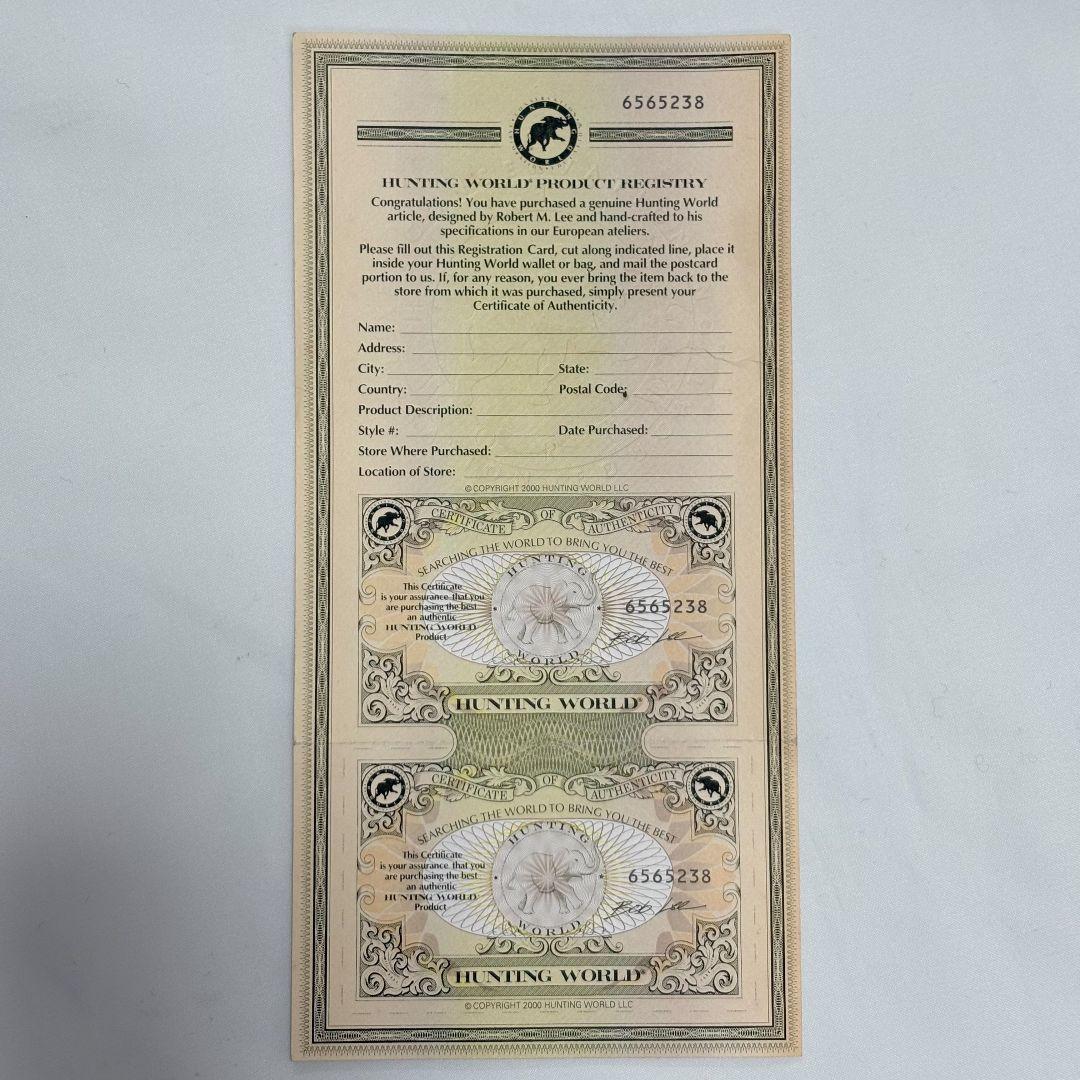 6565238
HUNTING WORLD
HUNTING WORLD® PRODUCT REGISTRY
Congratulations! You have purchased a genuine Hunting World
article, designed by Robert M. Lee and hand-crafted to his
specifications in our European ateliers.
Please fill out this Registration Card, cut along indicated line, place it
inside your Hunting World wallet or bag, and mail the postcard
portion to us. If, for any reason, you ever bring the item back to the
store from which it was purchased, simply present your
Certificate of Authenticity.
Name:
Address:
City: State:
Country: Postal Code:
Product Description:
Style #: Date Purchased:
Store Where Purchased:
Location of Store:
© COPYRIGHT 2000 HUNTING WORLD LLC
CERTIFICATE OF AUTHENTICITY
SEARCHING THE WORLD TO BRING YOU THE BEST
HUNTING
This Certificate
is your assurance that you
are purchasing the best
an authentic
HUNTING WORLD
Product
6565238
Bob Lee
WORLD
HUNTING WORLD®
CERTIFICATE OF AUTHENTICITY
SEARCHING THE WORLD TO BRING YOU THE BEST
HUNTING
This Certificate
is your assurance that you
are purchasing the best
an authentic
HUNTING WORLD
Product
6565238
Bob Lee
WORLD
HUNTING WORLD®
© COPYRIGHT 2000 HUNTING WORLD LLC